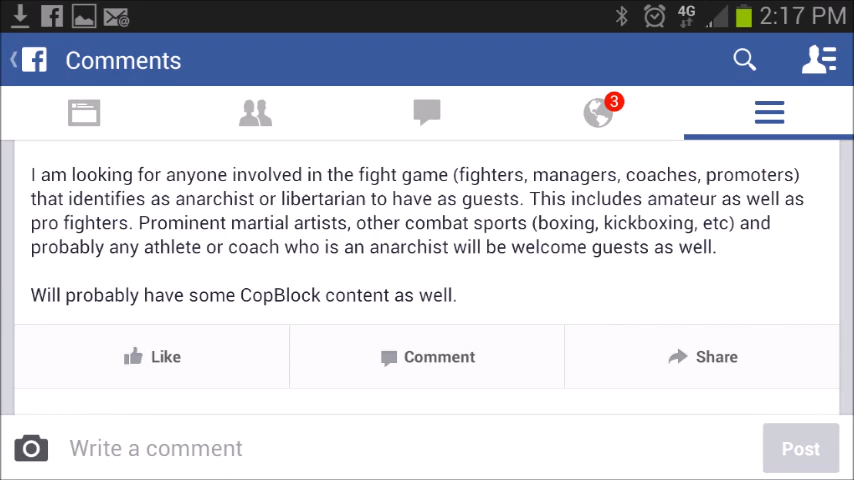 4G 2:17 PM
Comments
3
I am looking for anyone involved in the fight game (fighters, managers, coaches, promoters)
that identifies as anarchist or libertarian to have as guests. This includes amateur as well as
pro fighters. Prominent martial artists, other combat sports (boxing, kickboxing, etc) and
probably any athlete or coach who is an anarchist will be welcome guests as well.
Will probably have some CopBlock content as well.
Like Comment Share
Write a comment Post